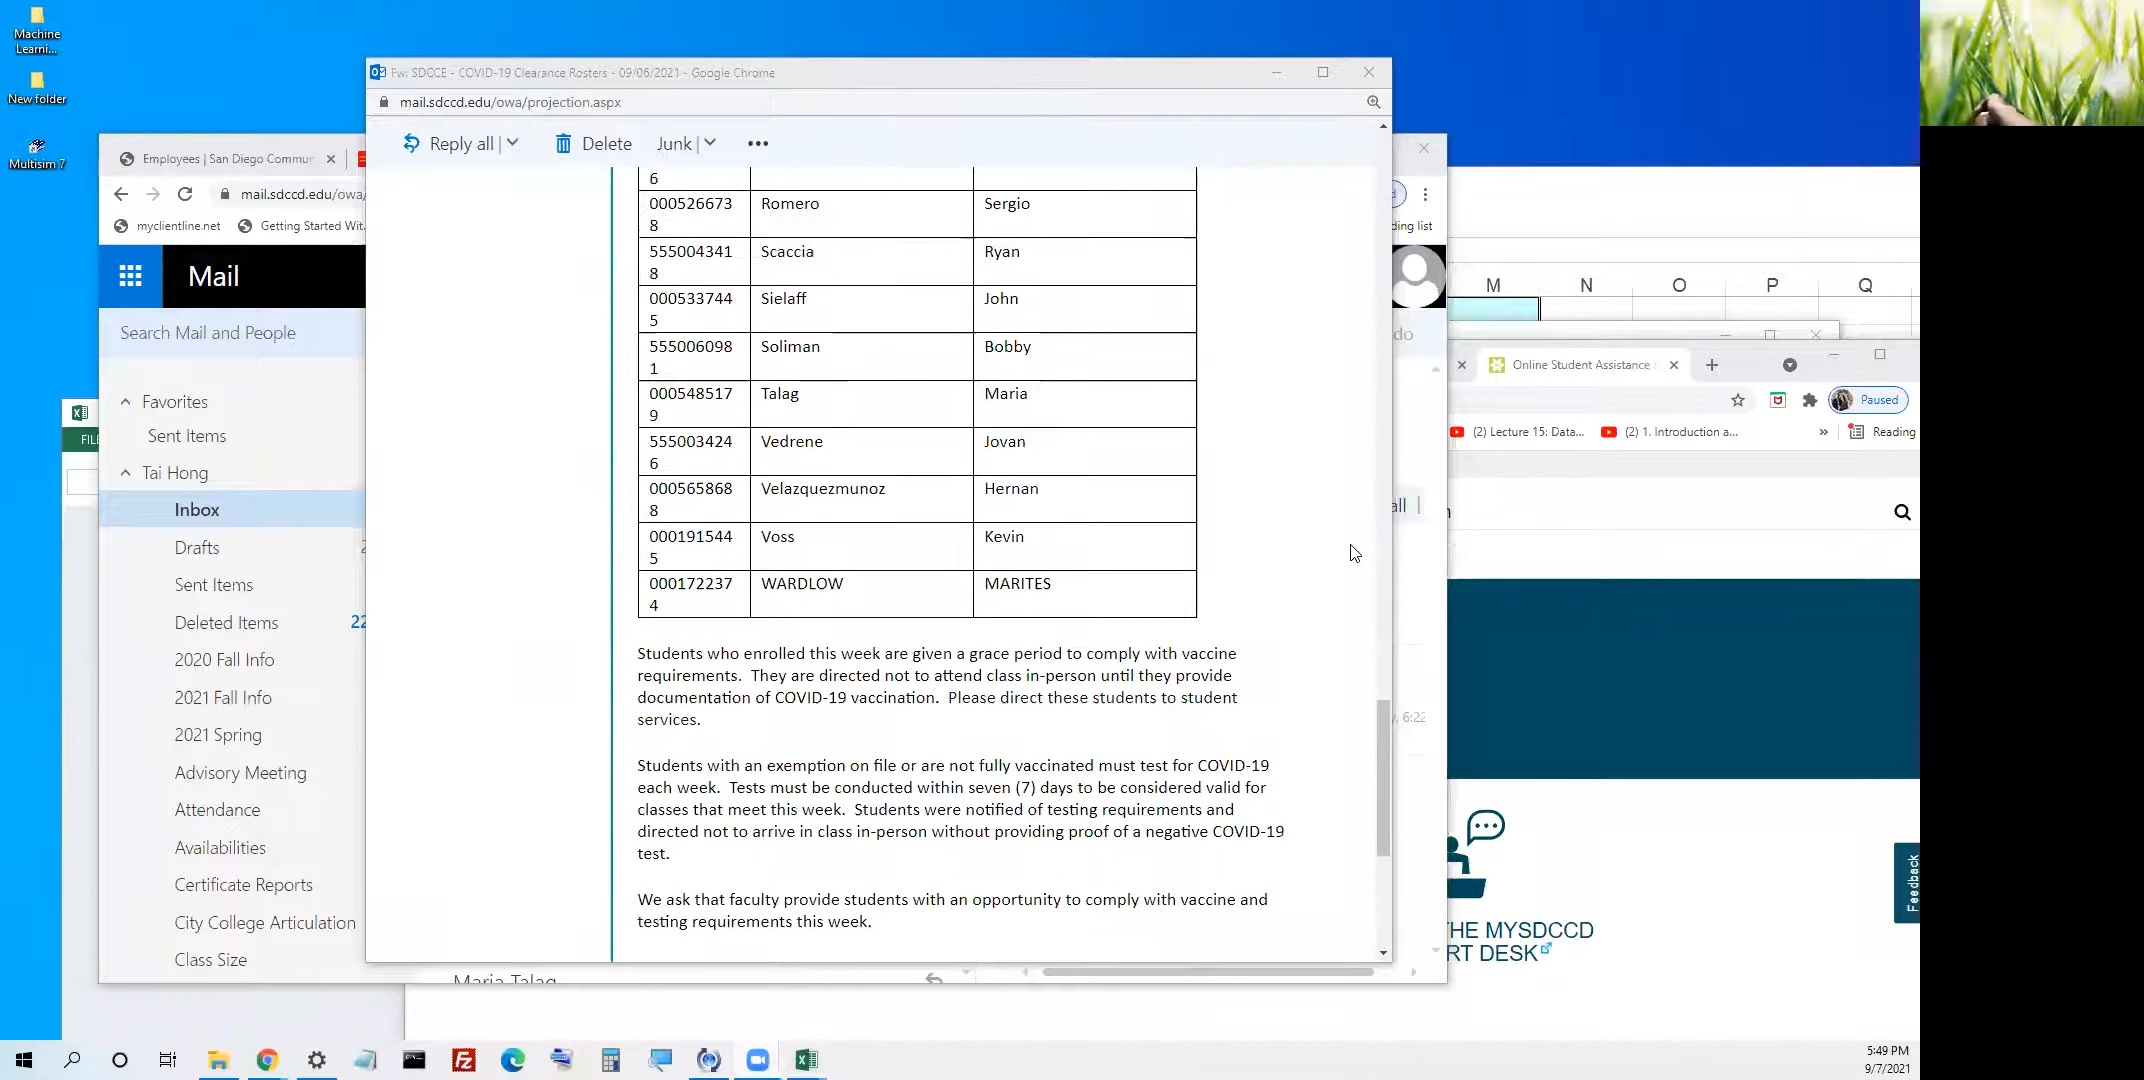 Machine
Learni...
New folder
Multisim 7
Fw: SDCCE - COVID-19 Clearance Rosters - 09/06/2021 - Google Chrome
mail.sdccd.edu/owa/projection.aspx
Reply all
Delete
Junk
•••
6
000526673
8
Romero
Sergio
555004341
8
Scaccia
Ryan
000533744
5
Sielaff
John
555006098
1
Soliman
Bobby
000548517
9
Talag
Maria
555003424
6
Vedrene
Jovan
000565868
8
Velazquezmunoz
Hernan
000191544
5
Voss
Kevin
000172237
4
WARDLOW
MARITES
Students who enrolled this week are given a grace period to comply with vaccine
requirements.  They are directed not to attend class in-person until they provide
documentation of COVID-19 vaccination.  Please direct these students to student
services.
Students with an exemption on file or are not fully vaccinated must test for COVID-19
each week.  Tests must be conducted within seven (7) days to be considered valid for
classes that meet this week.  Students were notified of testing requirements and
directed not to arrive in class in-person without providing proof of a negative COVID-19
test.
We ask that faculty provide students with an opportunity to comply with vaccine and
testing requirements this week.
Employees | San Diego Commun
mail.sdccd.edu/owa/
myclientline.net
Getting Started Wit
Mail
Search Mail and People
Favorites
Sent Items
Tai Hong
Inbox
Drafts
Sent Items
Deleted Items
22
2020 Fall Info
2021 Fall Info
2021 Spring
Advisory Meeting
Attendance
Availabilities
Certificate Reports
City College Articulation
Class Size
Maria Talag
FILE
ding list
do
all
, 6:22
M
N
O
P
Q
Online Student Assistance
Paused
(2) Lecture 15: Data...
(2) 1. Introduction a...
»
Reading
THE MYSDCCD
RT DESK
Feedback
5:49 PM
9/7/2021